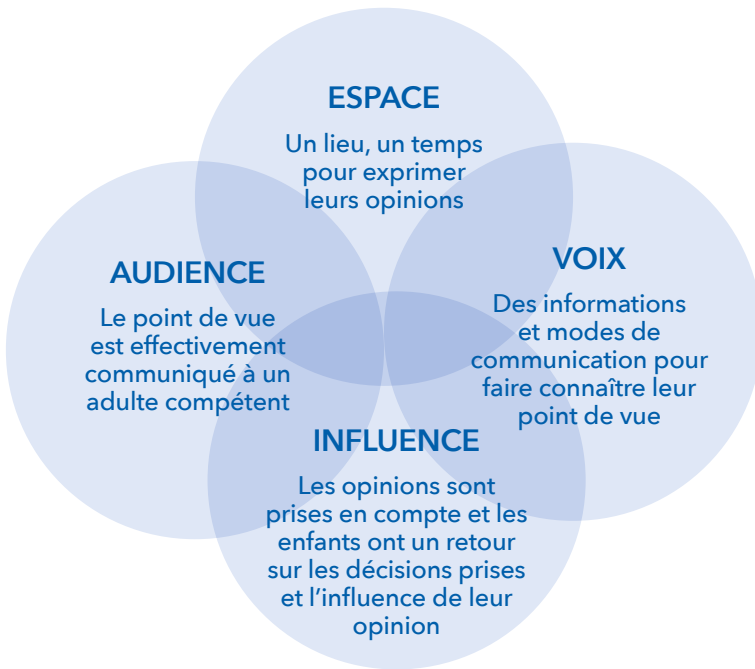 ESPACE
Un lieu, un temps
pour exprimer
leurs opinions
AUDIENCE
Le point de vue
est effectivement
communiqué à un
adulte compétent
VOIX
Des informations
et modes de
communication pour
faire connaître leur
point de vue
INFLUENCE
Les opinions sont
prises en compte et les
enfants ont un retour
sur les décisions prises
et l’influence de leur
opinion